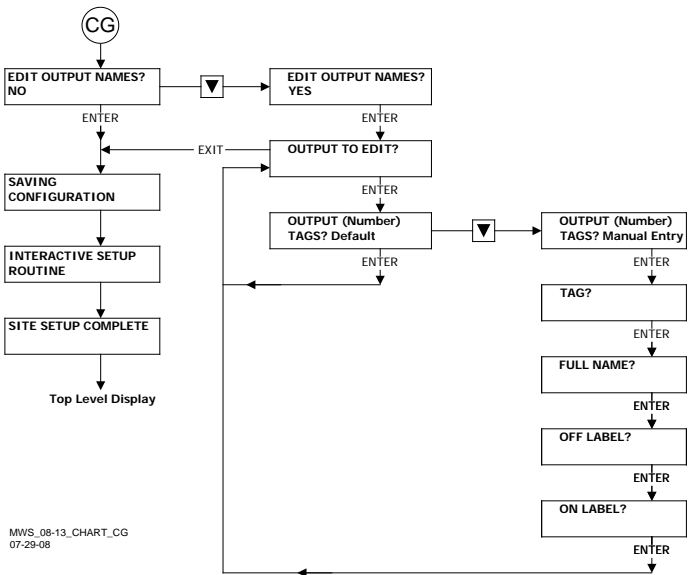 CG
EDIT OUTPUT NAMES?
NO
▼
EDIT OUTPUT NAMES?
YES
ENTER
ENTER
EXIT
OUTPUT TO EDIT?
SAVING
CONFIGURATION
ENTER
OUTPUT (Number)
TAGS? Default
▼
OUTPUT (Number)
TAGS? Manual Entry
INTERACTIVE SETUP
ROUTINE
ENTER
ENTER
TAG?
SITE SETUP COMPLETE
ENTER
FULL NAME?
Top Level Display
ENTER
OFF LABEL?
ENTER
ON LABEL?
ENTER
MWS_08-13_CHART_CG
07-29-08